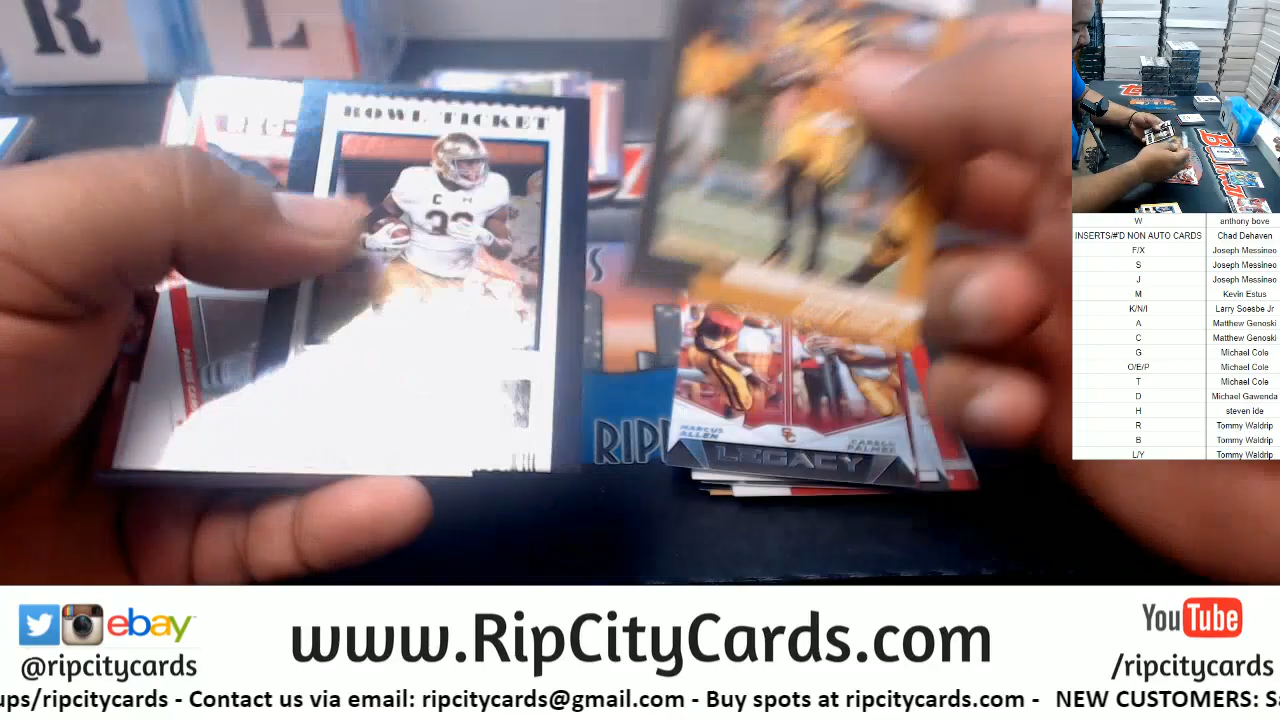 R
L
BOWL TICKET
C
MARCUS
ALLEN
SC
CARSON
PALMER
LEGACY
W anthony bove
INSERTS/#'D NON AUTO CARDS Chad Dehaven
F/X Joseph Messineo
S Joseph Messineo
J Joseph Messineo
M Kevin Estus
K/N/I Larry Soesbe Jr
A Matthew Genoski
C Matthew Genoski
G Michael Cole
O/E/P Michael Cole
T Michael Cole
D Michael Gawenda
H steven ide
R Tommy Waldrip
B Tommy Waldrip
L/Y Tommy Waldrip
ebay
@ripcitycards
www.RipCityCards.com
YouTube
/ripcitycards
ups/ripcitycards - Contact us via email: ripcitycards@gmail.com - Buy spots at ripcitycards.com - NEW CUSTOMERS: Sa